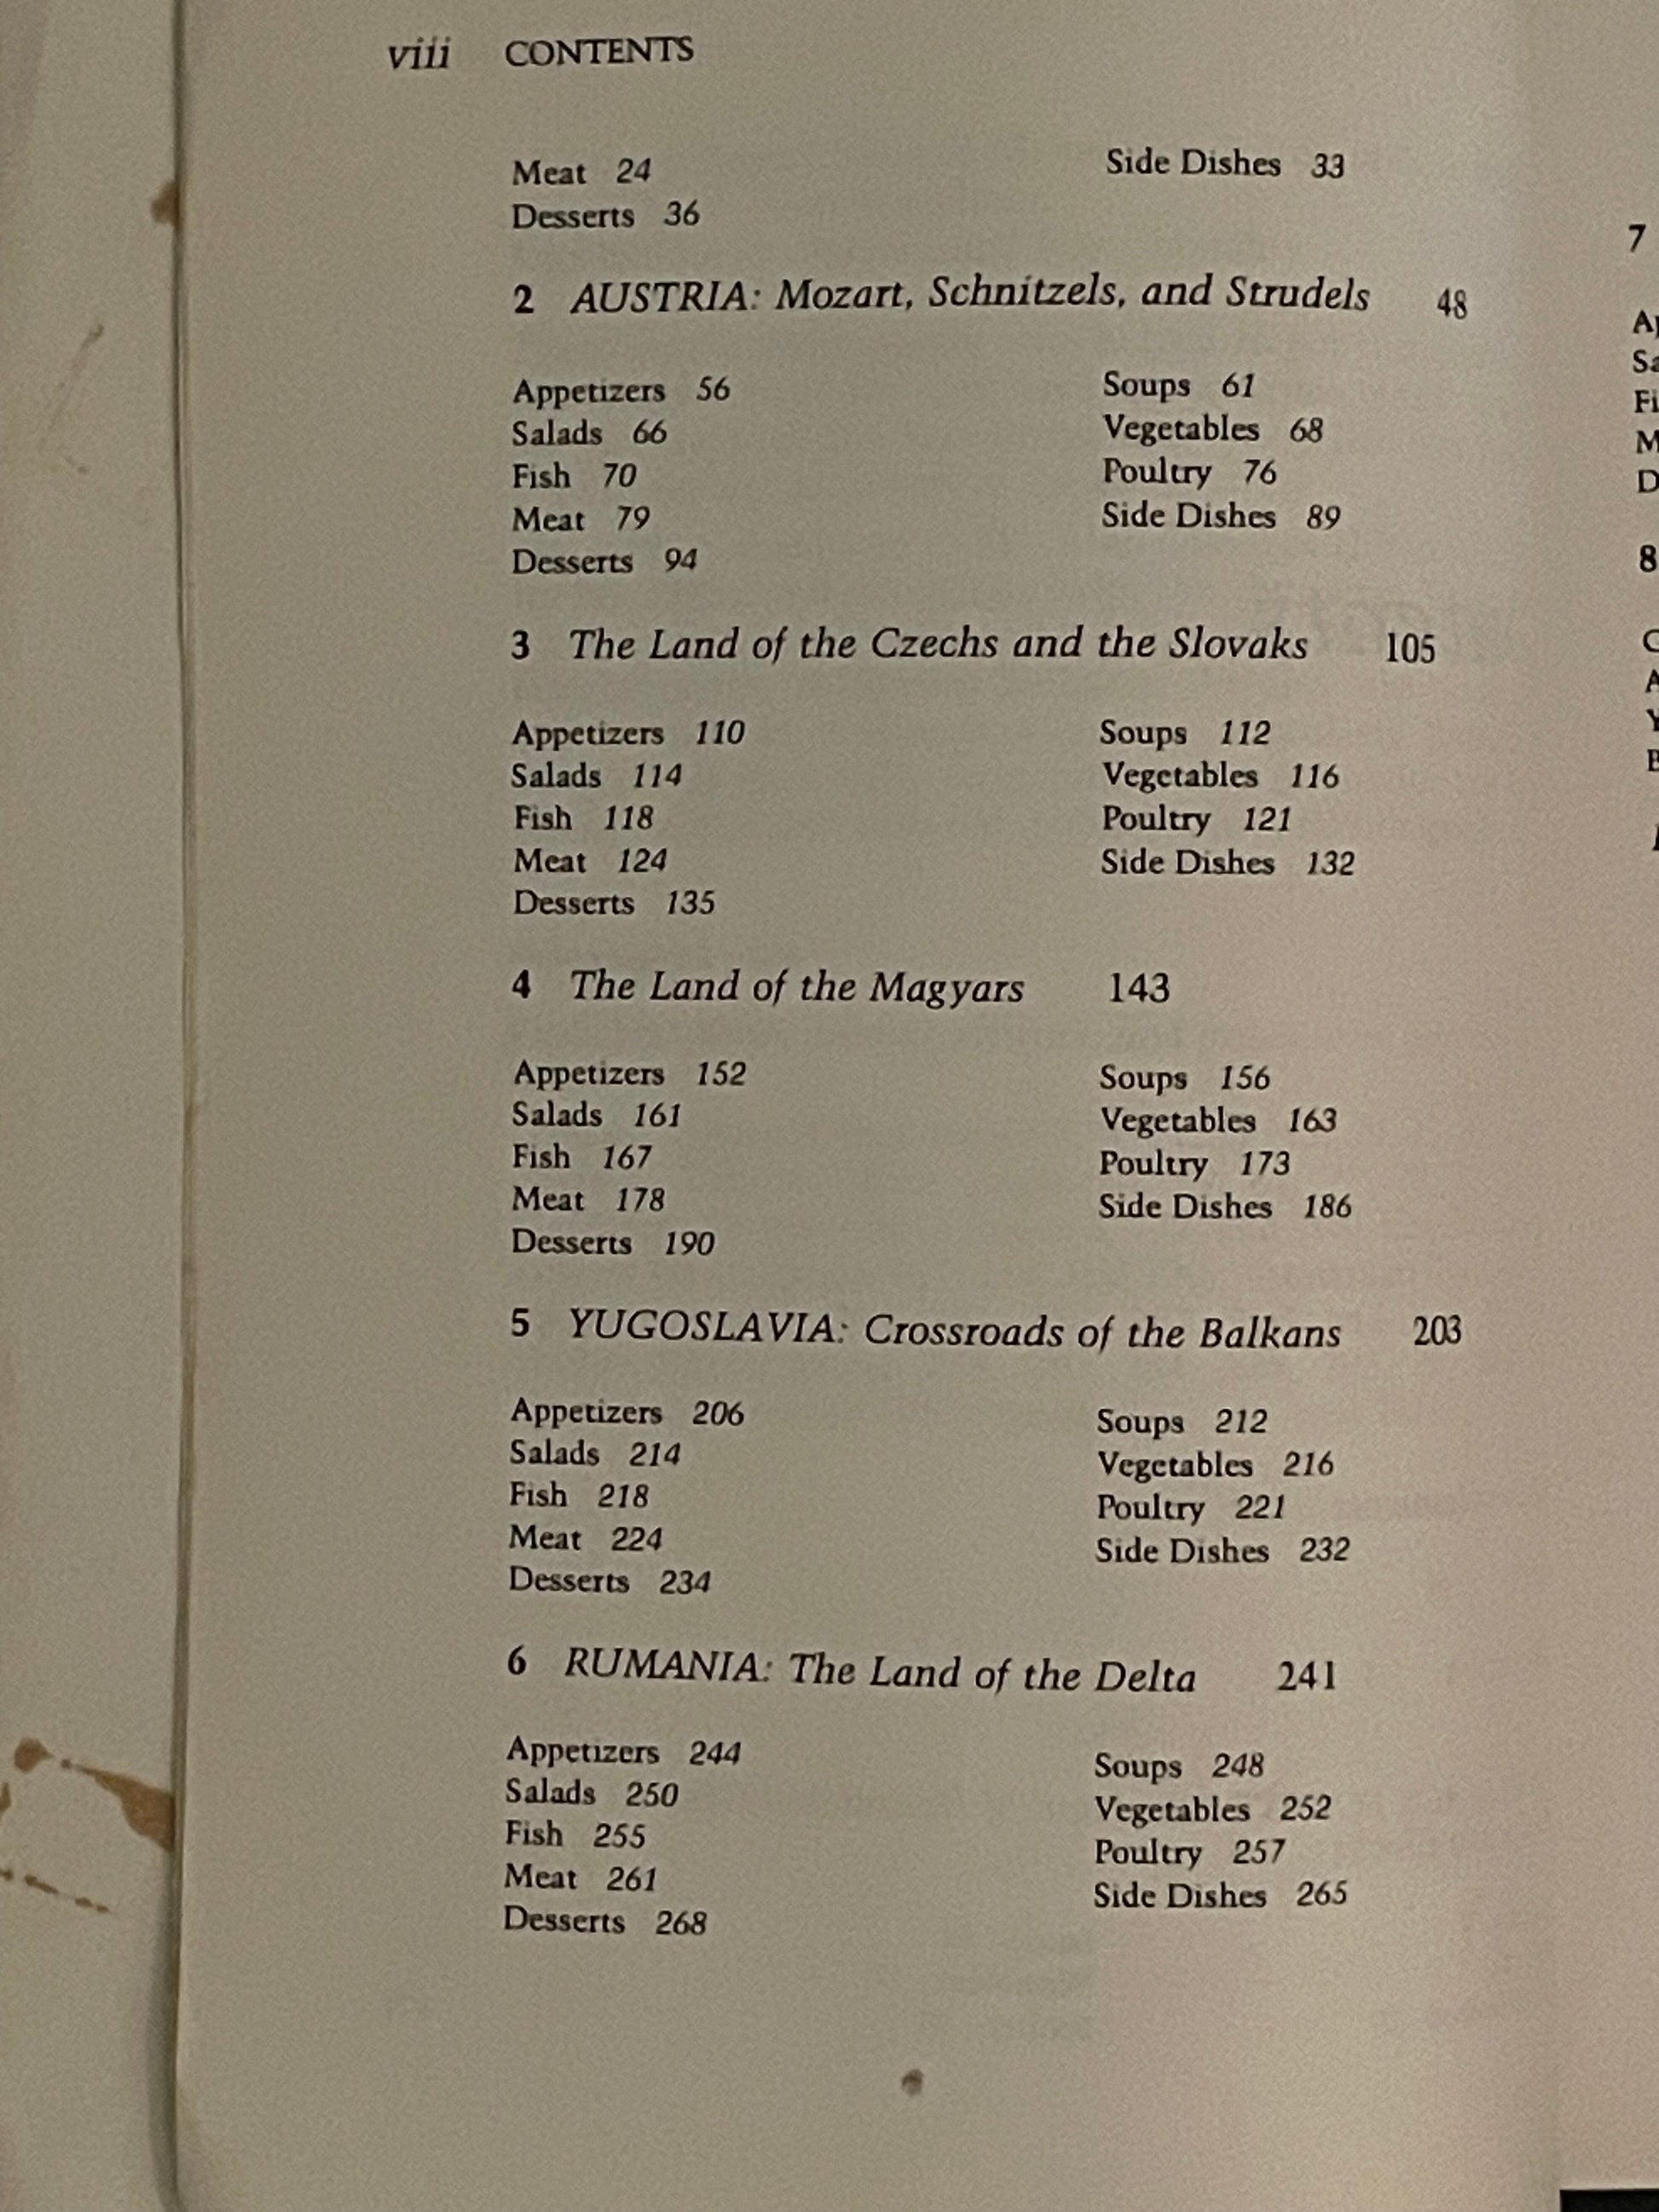 viii CONTENTS
Meat 24 Side Dishes 33
Desserts 36
2 AUSTRIA: Mozart, Schnitzels, and Strudels 48
Appetizers 56 Soups 61
Salads 66 Vegetables 68
Fish 70 Poultry 76
Meat 79 Side Dishes 89
Desserts 94
3 The Land of the Czechs and the Slovaks 105
Appetizers 110 Soups 112
Salads 114 Vegetables 116
Fish 118 Poultry 121
Meat 124 Side Dishes 132
Desserts 135
4 The Land of the Magyars 143
Appetizers 152 Soups 156
Salads 161 Vegetables 163
Fish 167 Poultry 173
Meat 178 Side Dishes 186
Desserts 190
5 YUGOSLAVIA: Crossroads of the Balkans 203
Appetizers 206 Soups 212
Salads 214 Vegetables 216
Fish 218 Poultry 221
Meat 224 Side Dishes 232
Desserts 234
6 RUMANIA: The Land of the Delta 241
Appetizers 244 Soups 248
Salads 250 Vegetables 252
Fish 255 Poultry 257
Meat 261 Side Dishes 265
Desserts 268
7
8